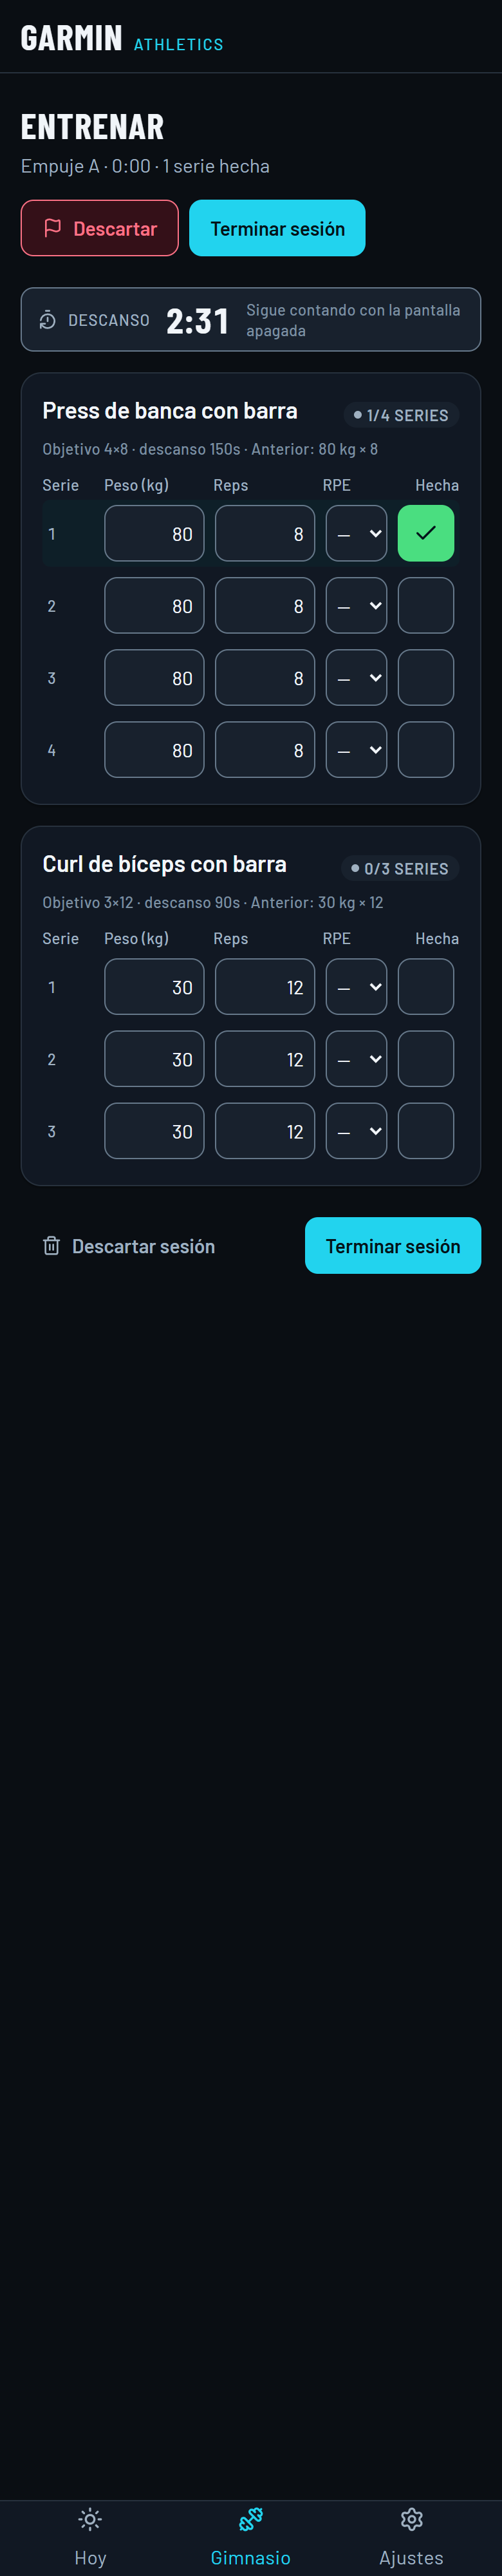 GARMIN ATHLETICS
ENTRENAR
Empuje A · 0:00 · 1 serie hecha
Descartar Terminar sesión
DESCANSO 2:31 Sigue contando con la pantalla apagada
Press de banca con barra 1/4 SERIES
Objetivo 4×8 · descanso 150s · Anterior: 80 kg × 8
Serie Peso (kg) Reps RPE Hecha
1 80 8 —
2 80 8 —
3 80 8 —
4 80 8 —
Curl de bíceps con barra 0/3 SERIES
Objetivo 3×12 · descanso 90s · Anterior: 30 kg × 12
Serie Peso (kg) Reps RPE Hecha
1 30 12 —
2 30 12 —
3 30 12 —
Descartar sesión Terminar sesión
Hoy Gimnasio Ajustes